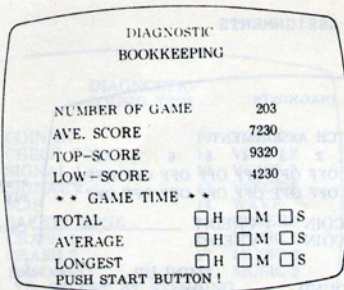 DIAGNOSTIC
BOOKKEEPING
NUMBER OF GAME 203
AVE. SCORE 7230
TOP-SCORE 9320
LOW-SCORE 4230
** GAME TIME **
TOTAL □H □M □S
AVERAGE □H □M □S
LONGEST □H □M □S
PUSH START BUTTON !